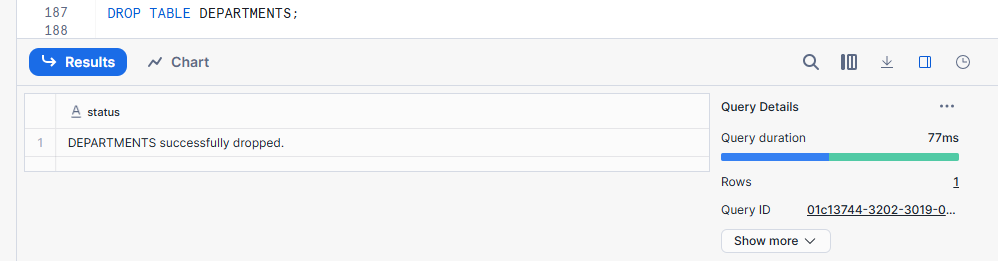 187 DROP TABLE DEPARTMENTS;
188
Results Chart
A status
1 DEPARTMENTS successfully dropped.
Query Details ...
Query duration 77ms
Rows 1
Query ID 01c13744-3202-3019-0...
Show more